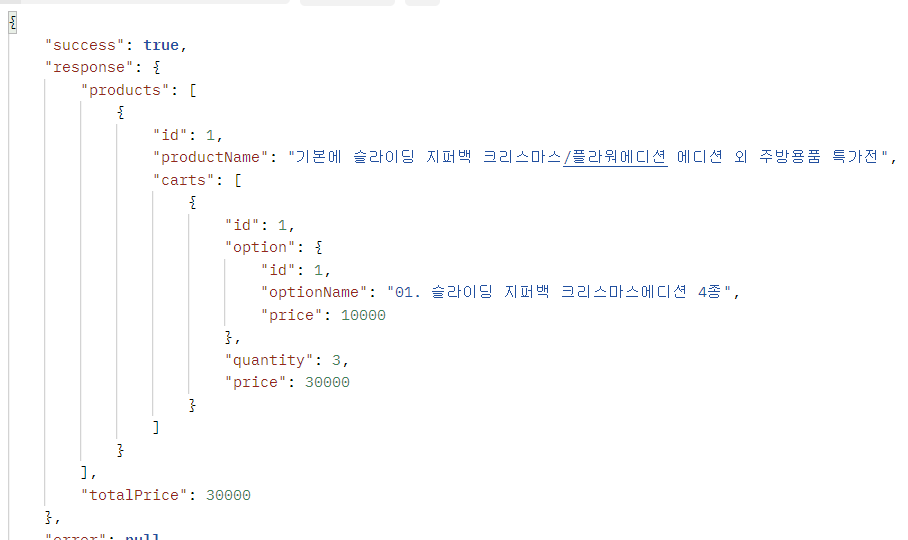 {
"success": true,
"response": {
"products": [
{
"id": 1,
"productName": "기본에 슬라이딩 지퍼백 크리스마스/플라워에디션 에디션 외 주방용품 특가전",
"carts": [
{
"id": 1,
"option": {
"id": 1,
"optionName": "01. 슬라이딩 지퍼백 크리스마스에디션 4종",
"price": 10000
},
"quantity": 3,
"price": 30000
}
]
}
],
"totalPrice": 30000
},
"error": null